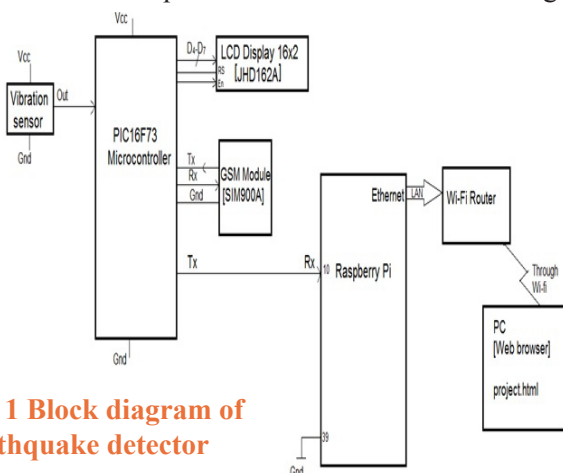 Vcc
Vcc
Vibration
sensor
Out
Gnd
PIC16F73
Microcontroller
D4-D7
RS
En
LCD Display 16x2
[JHD162A]
Tx
Rx
Gnd
GSM Module
[SIM900A]
Tx
Rx
10
Raspberry Pi
Ethernet
LAN
Wi-Fi Router
Through
Wi-fi
PC
[Web browser]
project.html
Gnd
39
Gnd
1 Block diagram of
thquake detector